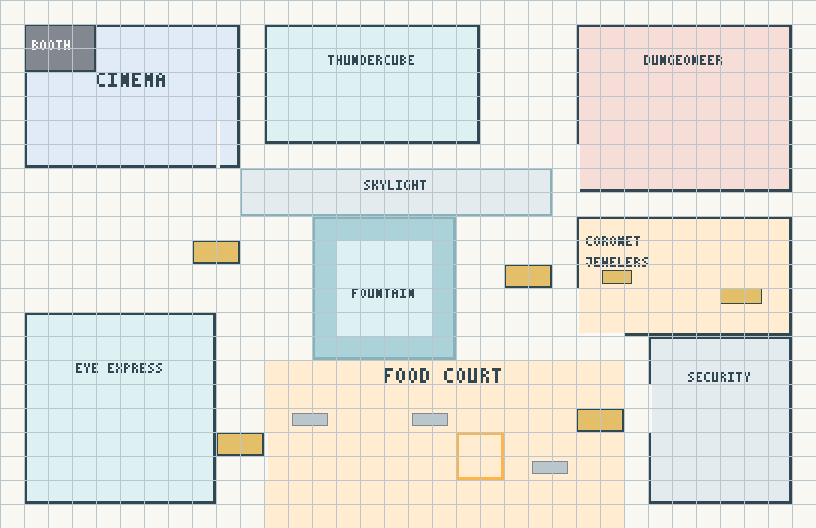 BOOTH
CINEMA
THUNDERCUBE
DUNGEONEER
SKYLIGHT
CORONET
JEWELERS
FOUNTAIN
EYE EXPRESS
FOOD COURT
SECURITY